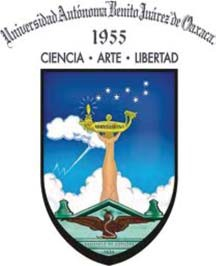 Universidad Autónoma "Benito Juárez" de Oaxaca
1955
CIENCIA • ARTE • LIBERTAD